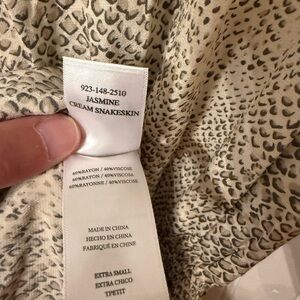 923-148-2510
JASMINE
CREAM SNAKESKIN
60%RAYON / 40%VISCOSE
60%RAYON / 40%VISCOSA
60%RAYONNE / 40%VISCOSE
MADE IN CHINA
HECHO EN CHINA
FABRIQUÉ EN CHINE
EXTRA SMALL
EXTRA CHICO
TPETIT